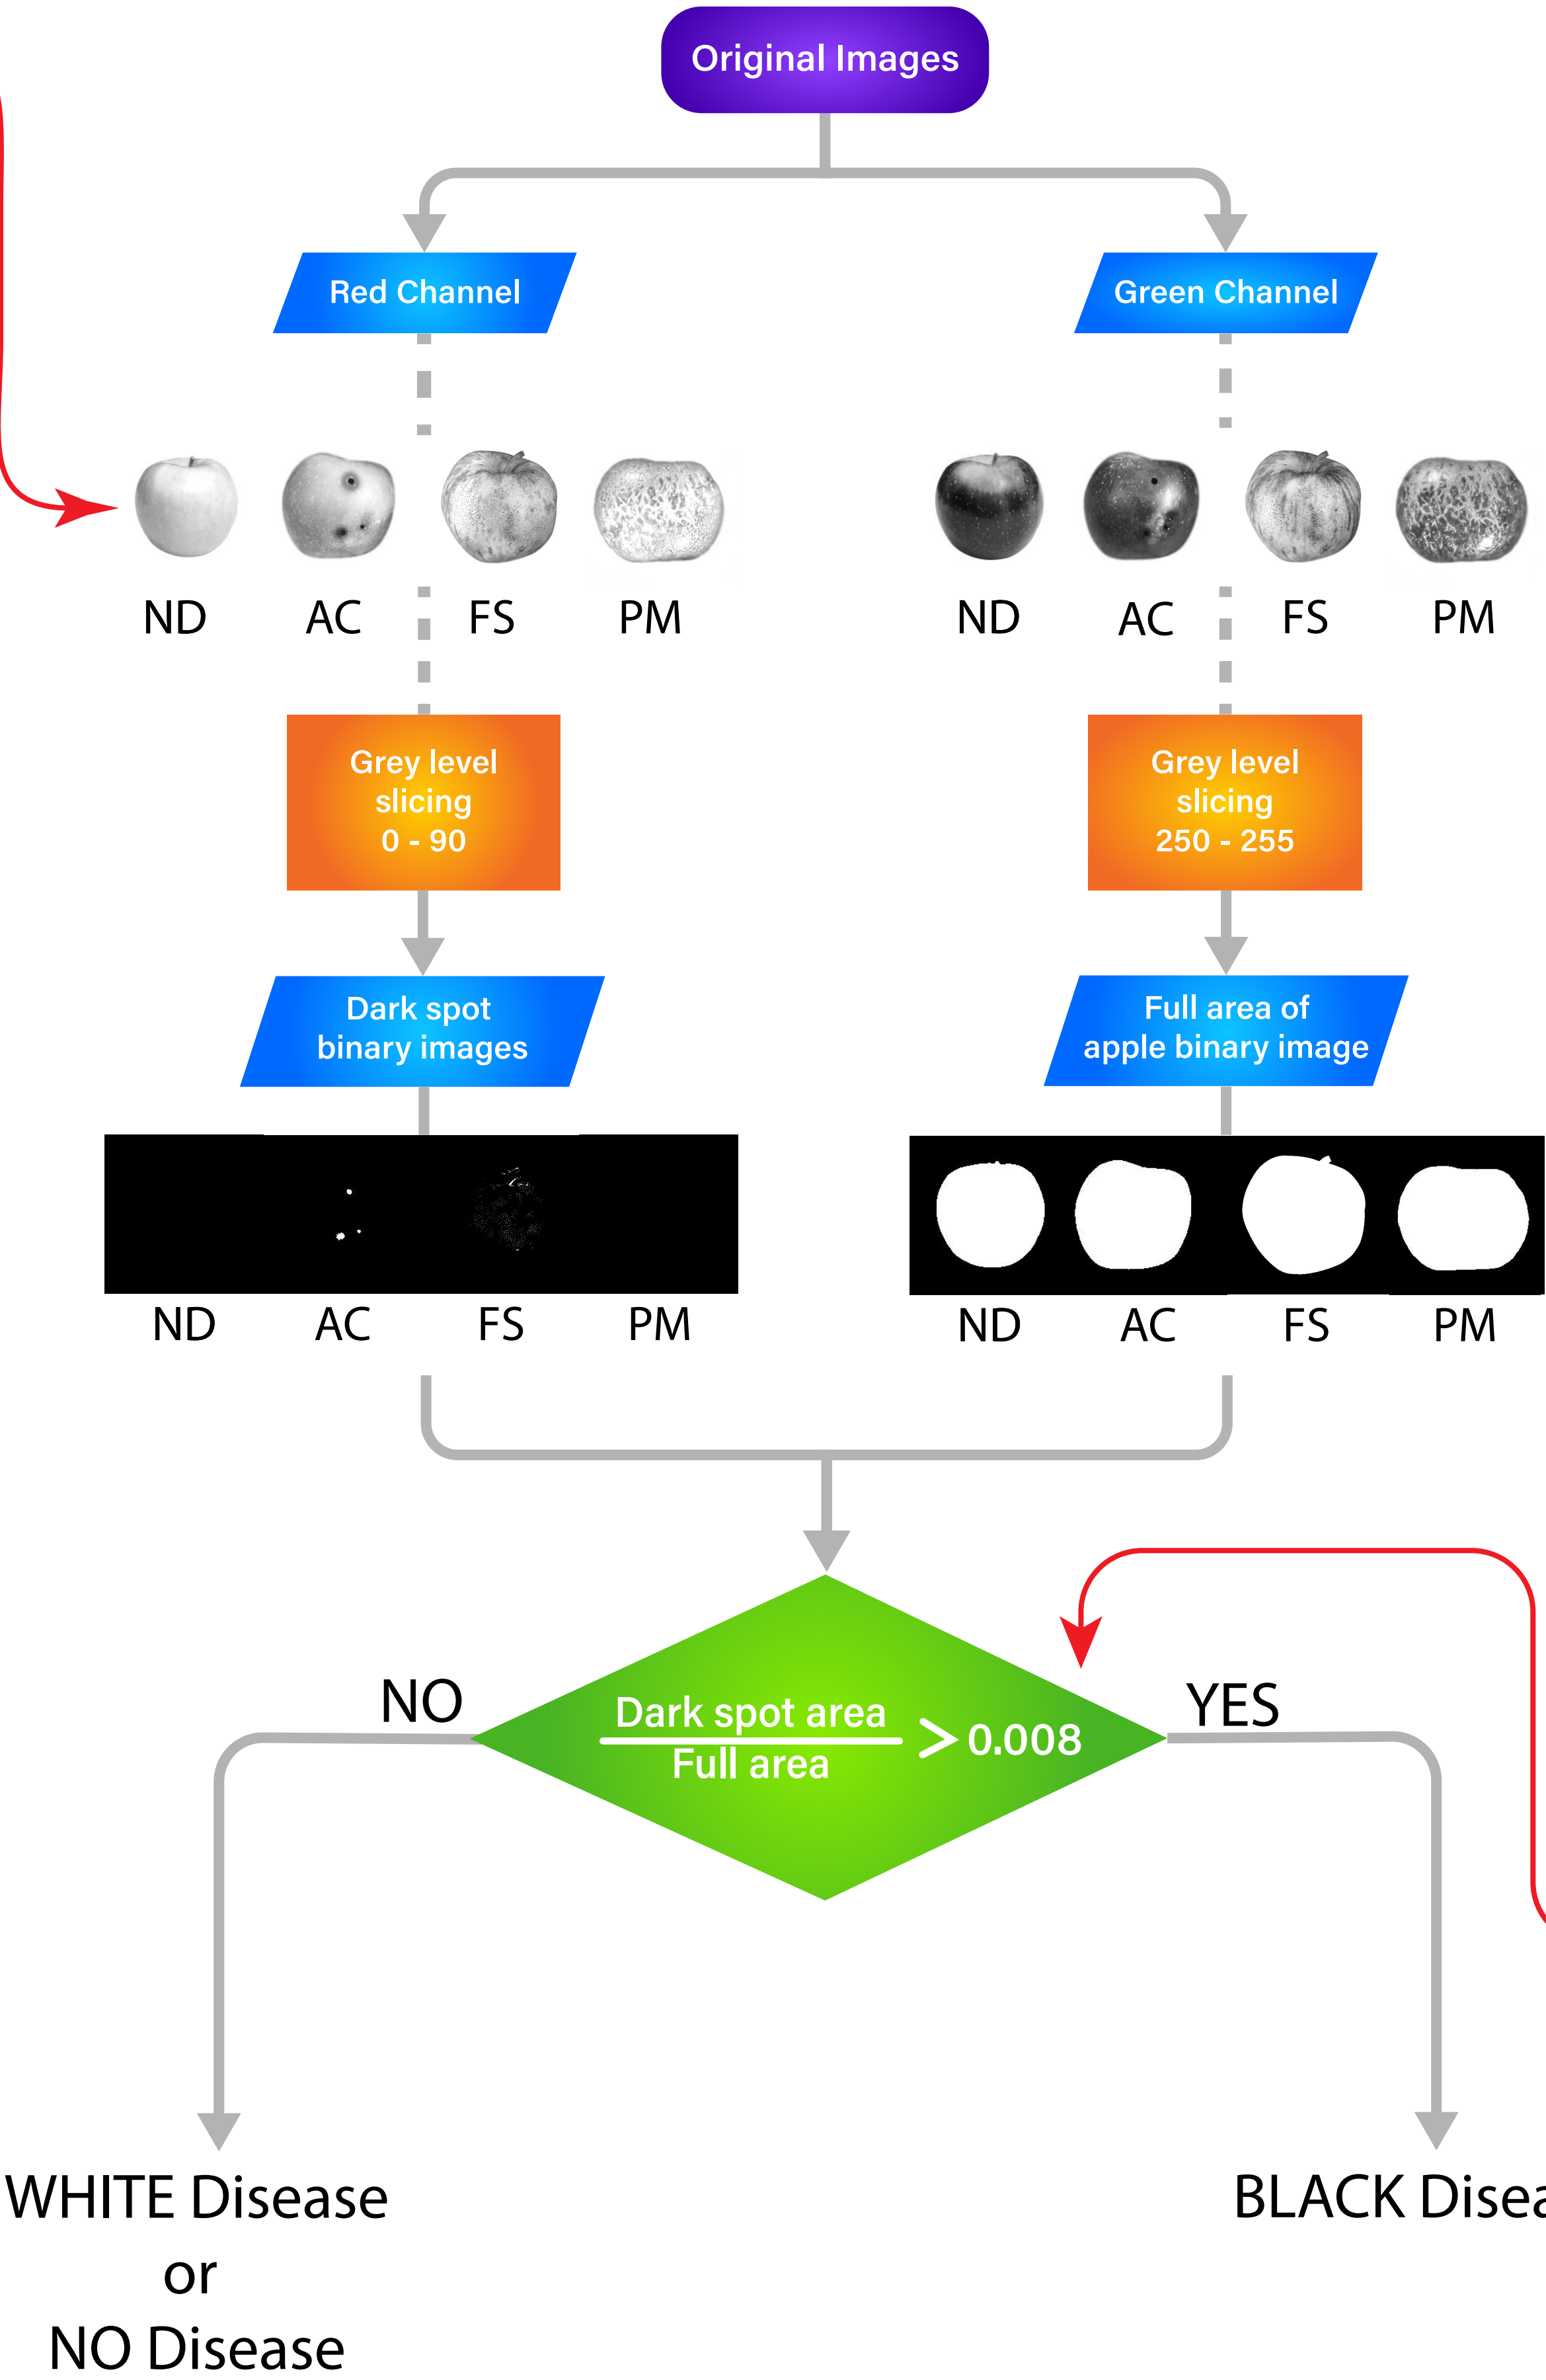 Original Images
Red Channel
Green Channel
ND AC FS PM
ND AC FS PM
Grey level
slicing
0 - 90
Grey level
slicing
250 - 255
Dark spot
binary images
Full area of
apple binary image
ND AC FS PM
ND AC FS PM
NO
YES
Dark spot area
Full area
> 0.008
WHITE Disease
or
NO Disease
BLACK Disea